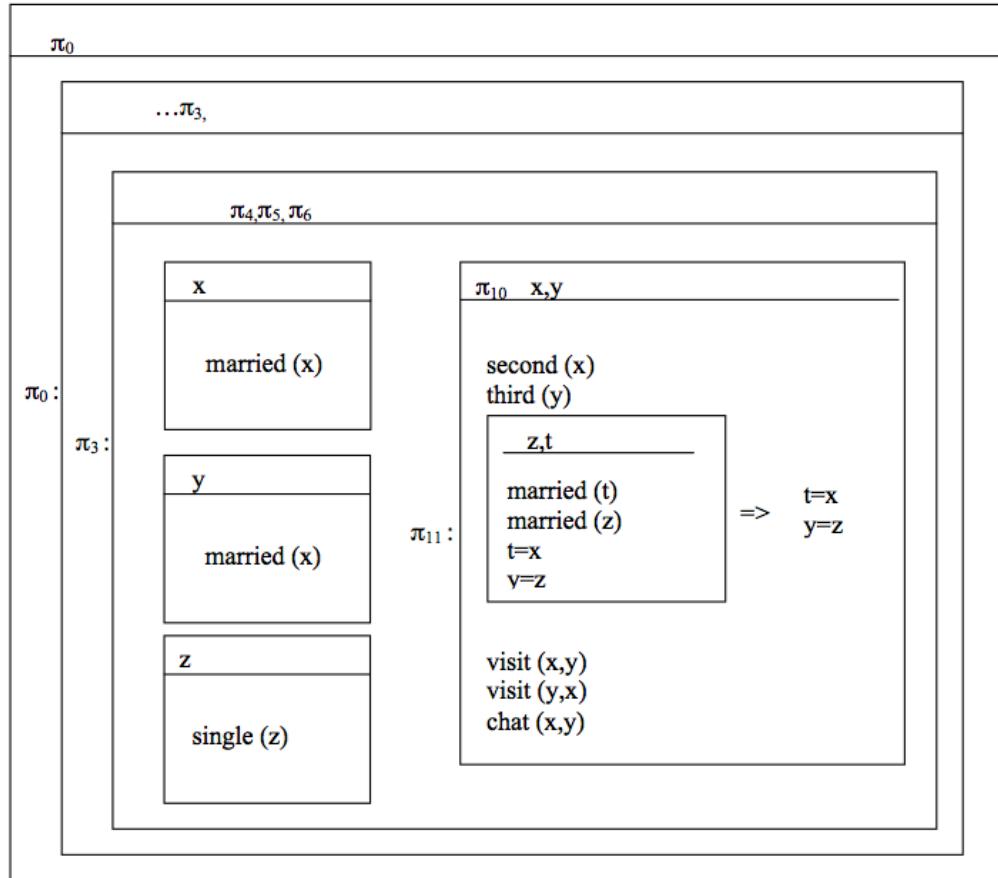 π₀
…π₃,
π₄,π₅, π₆
π₀ :
π₃ :
x
married (x)
y
married (x)
z
single (z)
π₁₁ :
π₁₀ x,y
second (x)
third (y)
z,t
married (t)
married (z)
t=x
y=z
=>
t=x
y=z
visit (x,y)
visit (y,x)
chat (x,y)